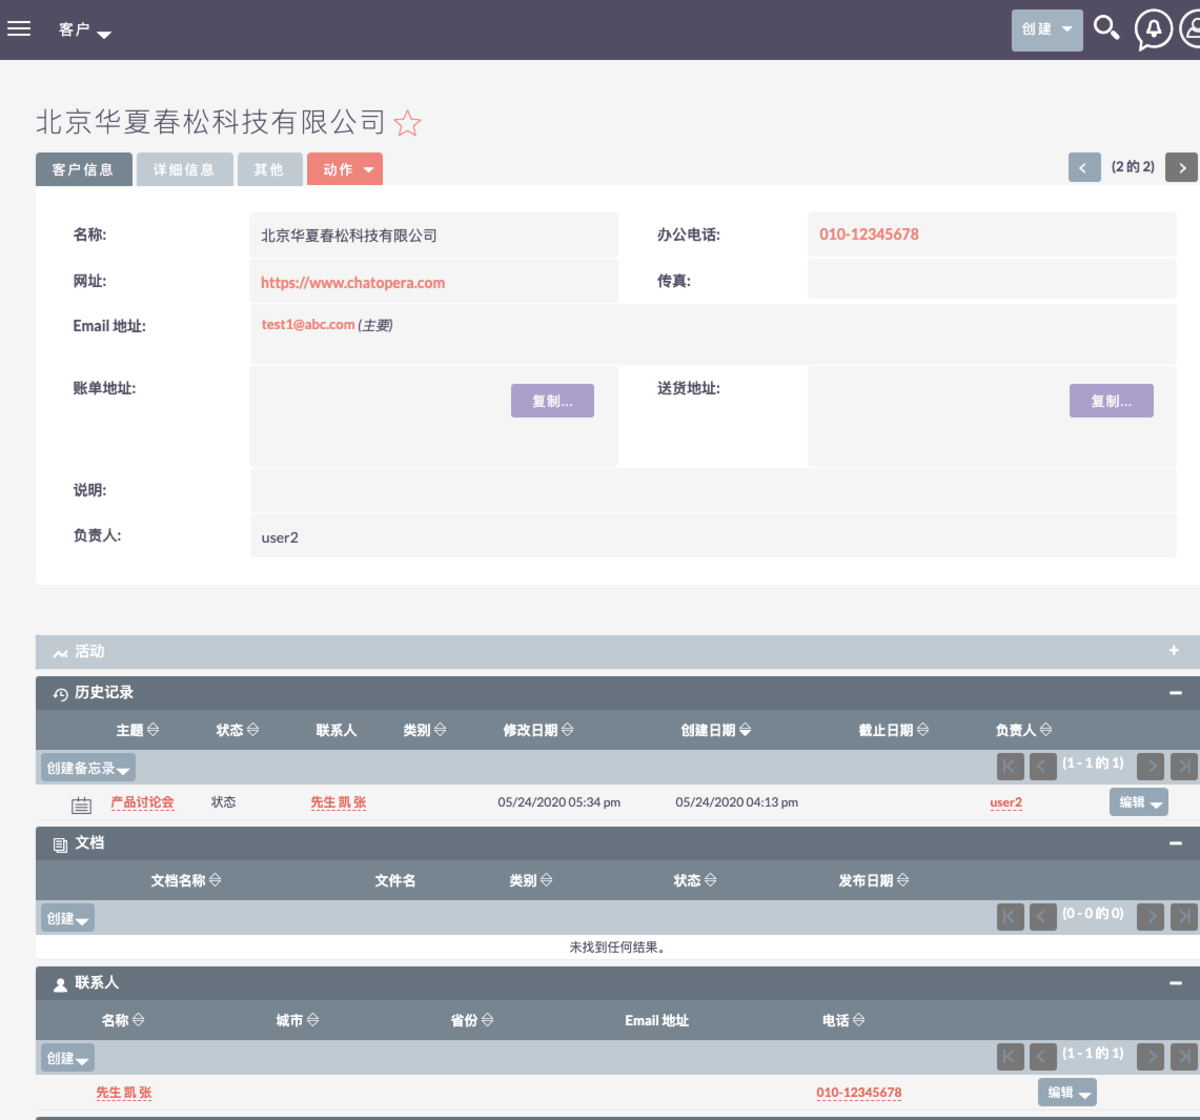 客户
创建
北京华夏春松科技有限公司
客户信息 详细信息 其他 动作 (2 的 2)
名称: 北京华夏春松科技有限公司 办公电话: 010-12345678
网址: https://www.chatopera.com 传真:
Email 地址: test1@abc.com (主要)
账单地址: 复制... 送货地址: 复制...
说明:
负责人: user2
活动
历史记录
主题 状态 联系人 类别 修改日期 创建日期 截止日期 负责人
创建备忘录 (1 - 1 的 1)
产品讨论会 状态 先生 凯 张 05/24/2020 05:34 pm 05/24/2020 04:13 pm user2 编辑
文档
文档名称 文件名 类别 状态 发布日期
创建 (0 - 0 的 0)
未找到任何结果。
联系人
名称 城市 省份 Email 地址 电话
创建 (1 - 1 的 1)
先生 凯 张 010-12345678 编辑